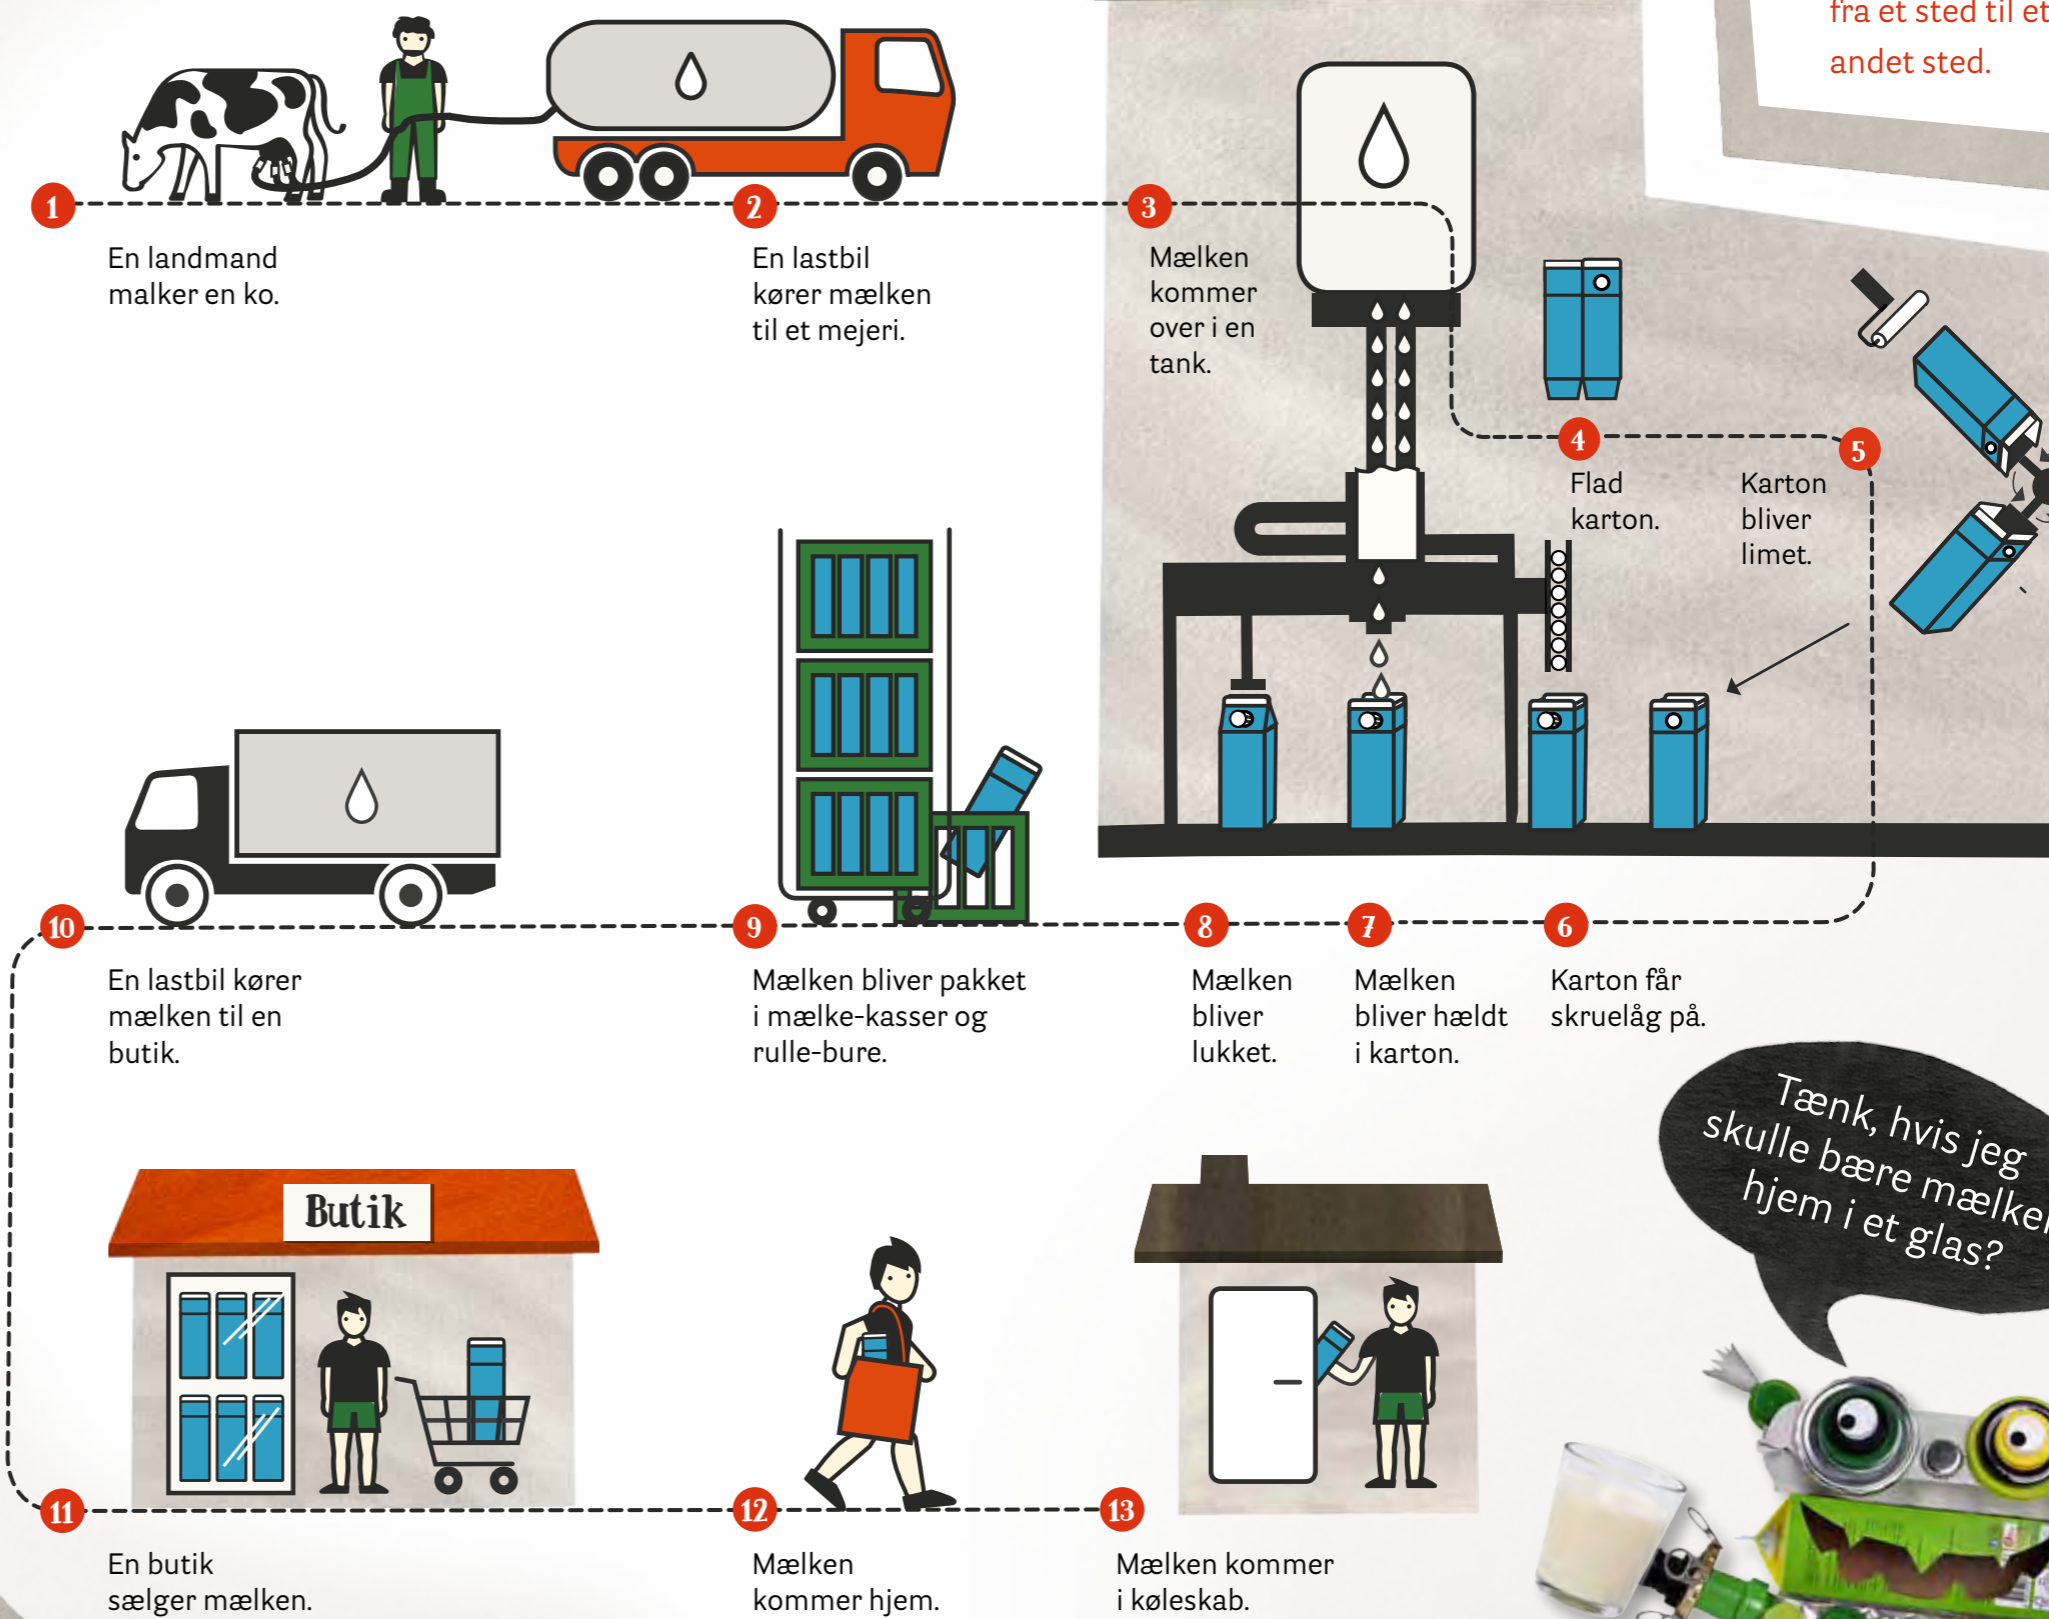 fra et sted til et
andet sted.
1
En landmand
malker en ko.
2
En lastbil
kører mælken
til et mejeri.
3
Mælken
kommer
over i en
tank.
4
Flad
karton.
5
Karton
bliver
limet.
6
Karton får
skruelåg på.
7
Mælken
bliver hældt
i karton.
8
Mælken
bliver
lukket.
9
Mælken bliver pakket
i mælke-kasser og
rulle-bure.
10
En lastbil kører
mælken til en
butik.
Tænk, hvis jeg
skulle bære mælken
hjem i et glas?
Butik
11
En butik
sælger mælken.
12
Mælken
kommer hjem.
13
Mælken kommer
i køleskab.